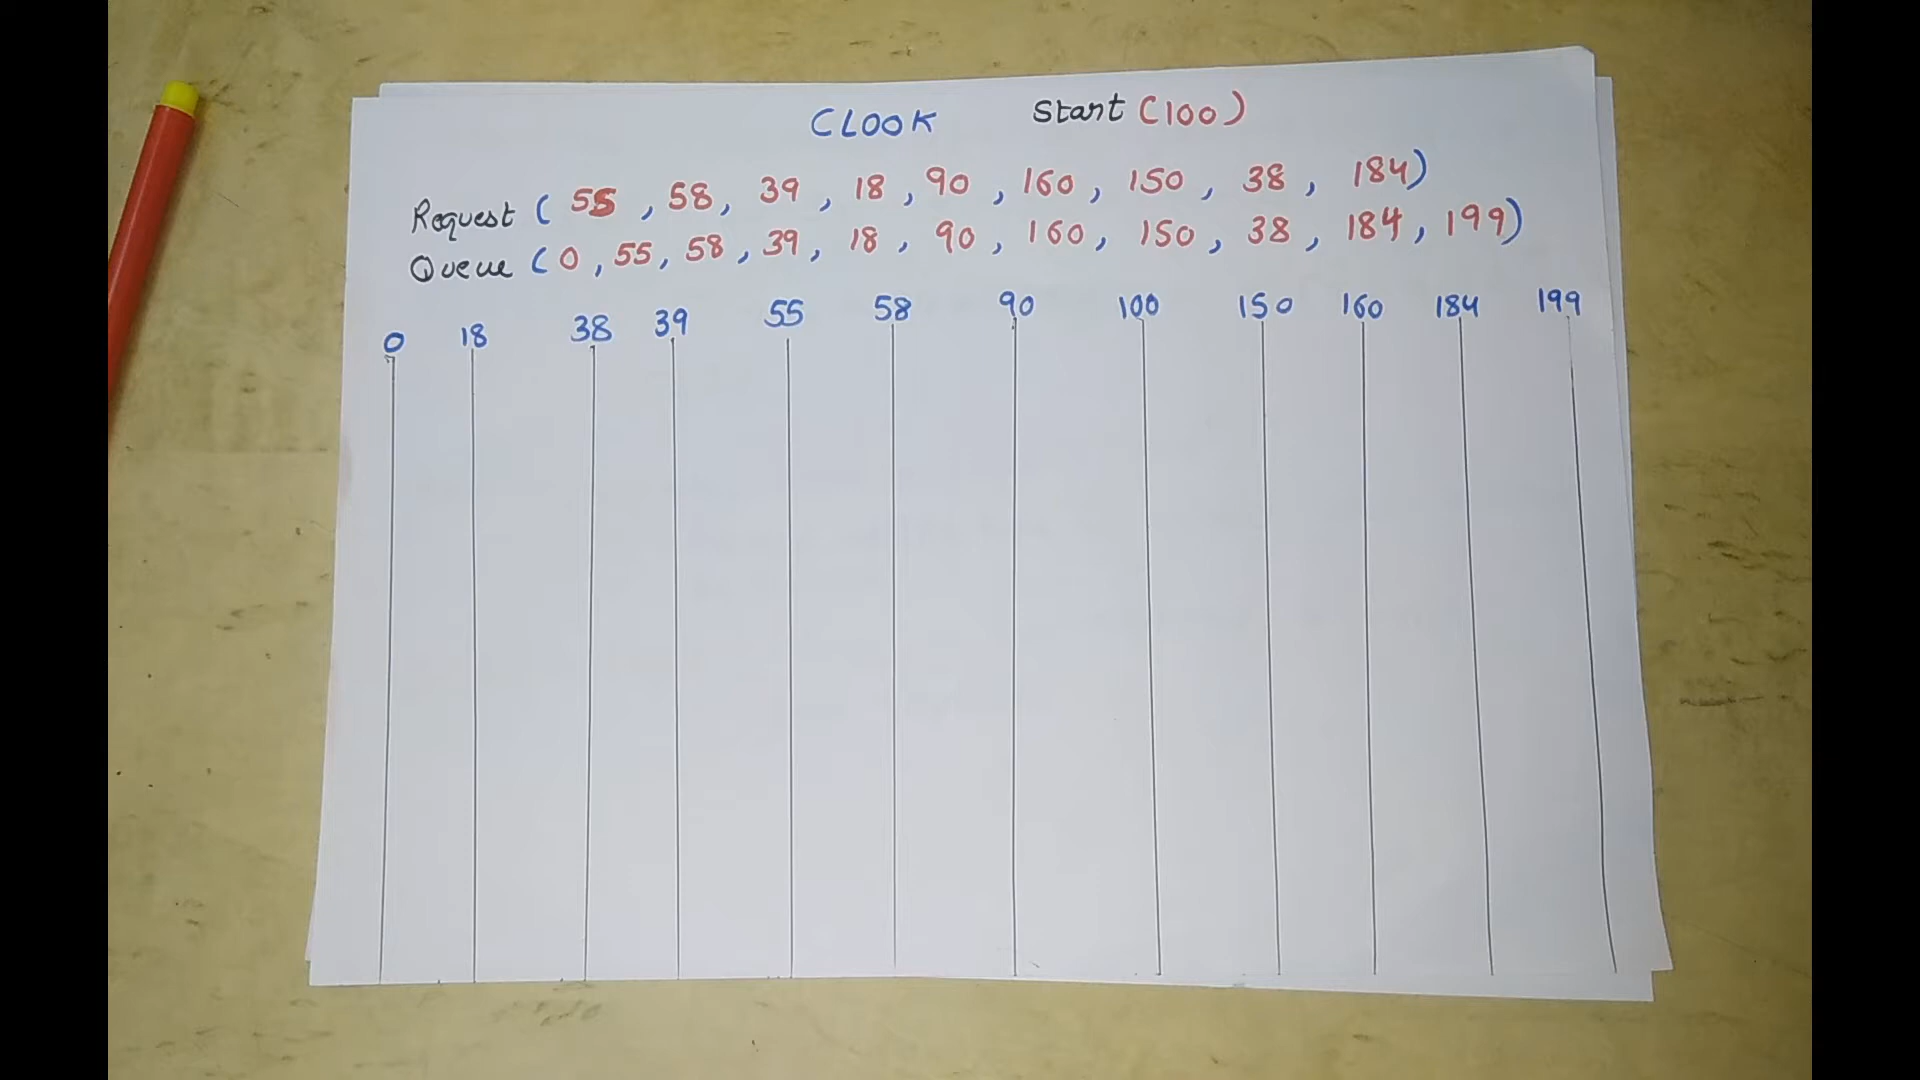 CLOOK Start (100)
Request ( 55 , 58 , 39 , 18 , 90 , 160 , 150 , 38 , 184 )
Queue ( 0 , 55 , 58 , 39 , 18 , 90 , 160 , 150 , 38 , 184 , 199 )
0 18 38 39 55 58 90 100 150 160 184 199